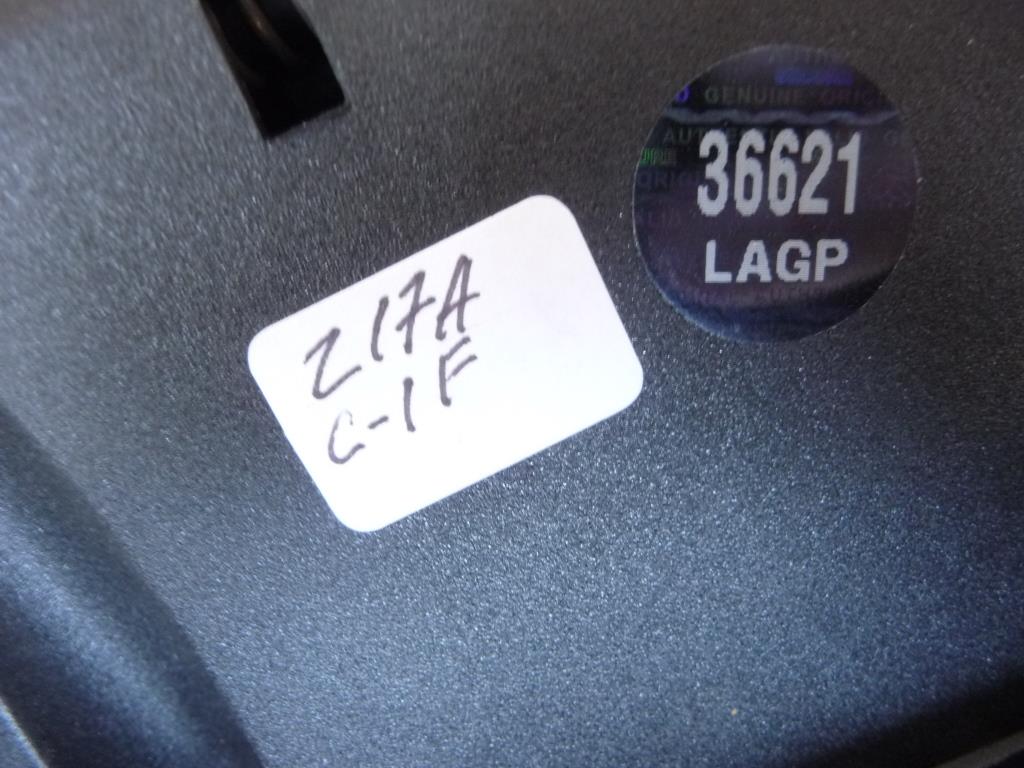 GENUINE
36621
LAGP
Z17A
C-1F